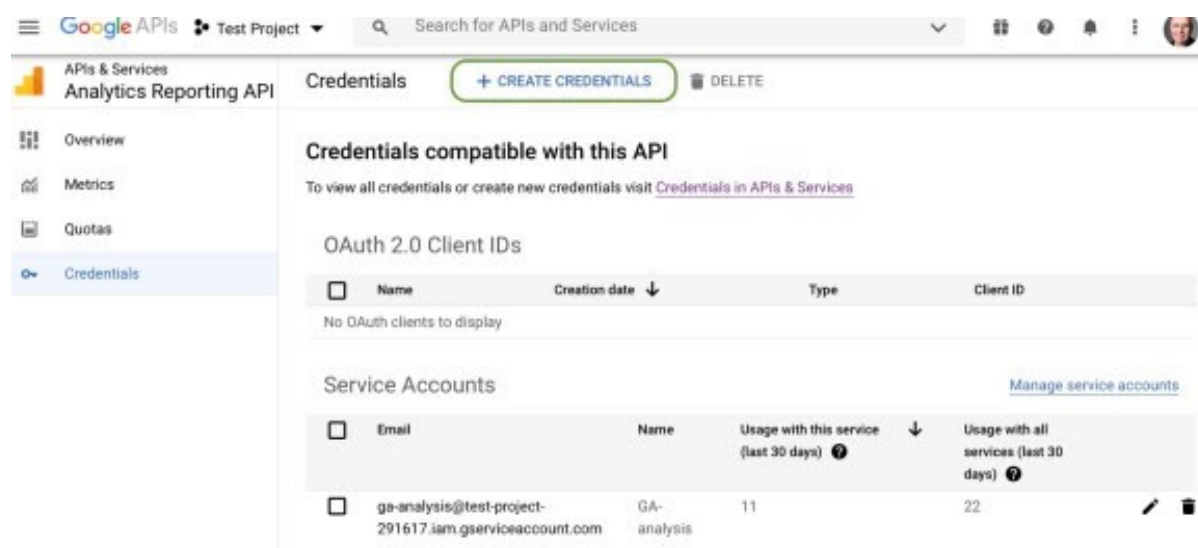 Google APIs Test Project Search for APIs and Services
APIs & Services
Analytics Reporting API
Credentials + CREATE CREDENTIALS DELETE
Overview
Metrics
Quotas
Credentials
Credentials compatible with this API
To view all credentials or create new credentials visit Credentials in APIs & Services
OAuth 2.0 Client IDs
Name Creation date Type Client ID
No OAuth clients to display
Service Accounts Manage service accounts
Email Name Usage with this service Usage with all
(last 30 days) services (last 30
days)
ga-analysis@test-project- GA- 11 22
291617.iam.gserviceaccount.com analysis